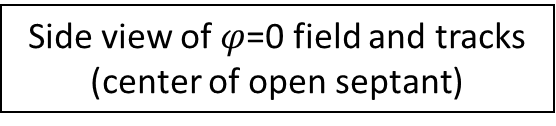 Side view of φ=0 field and tracks
(center of open septant)